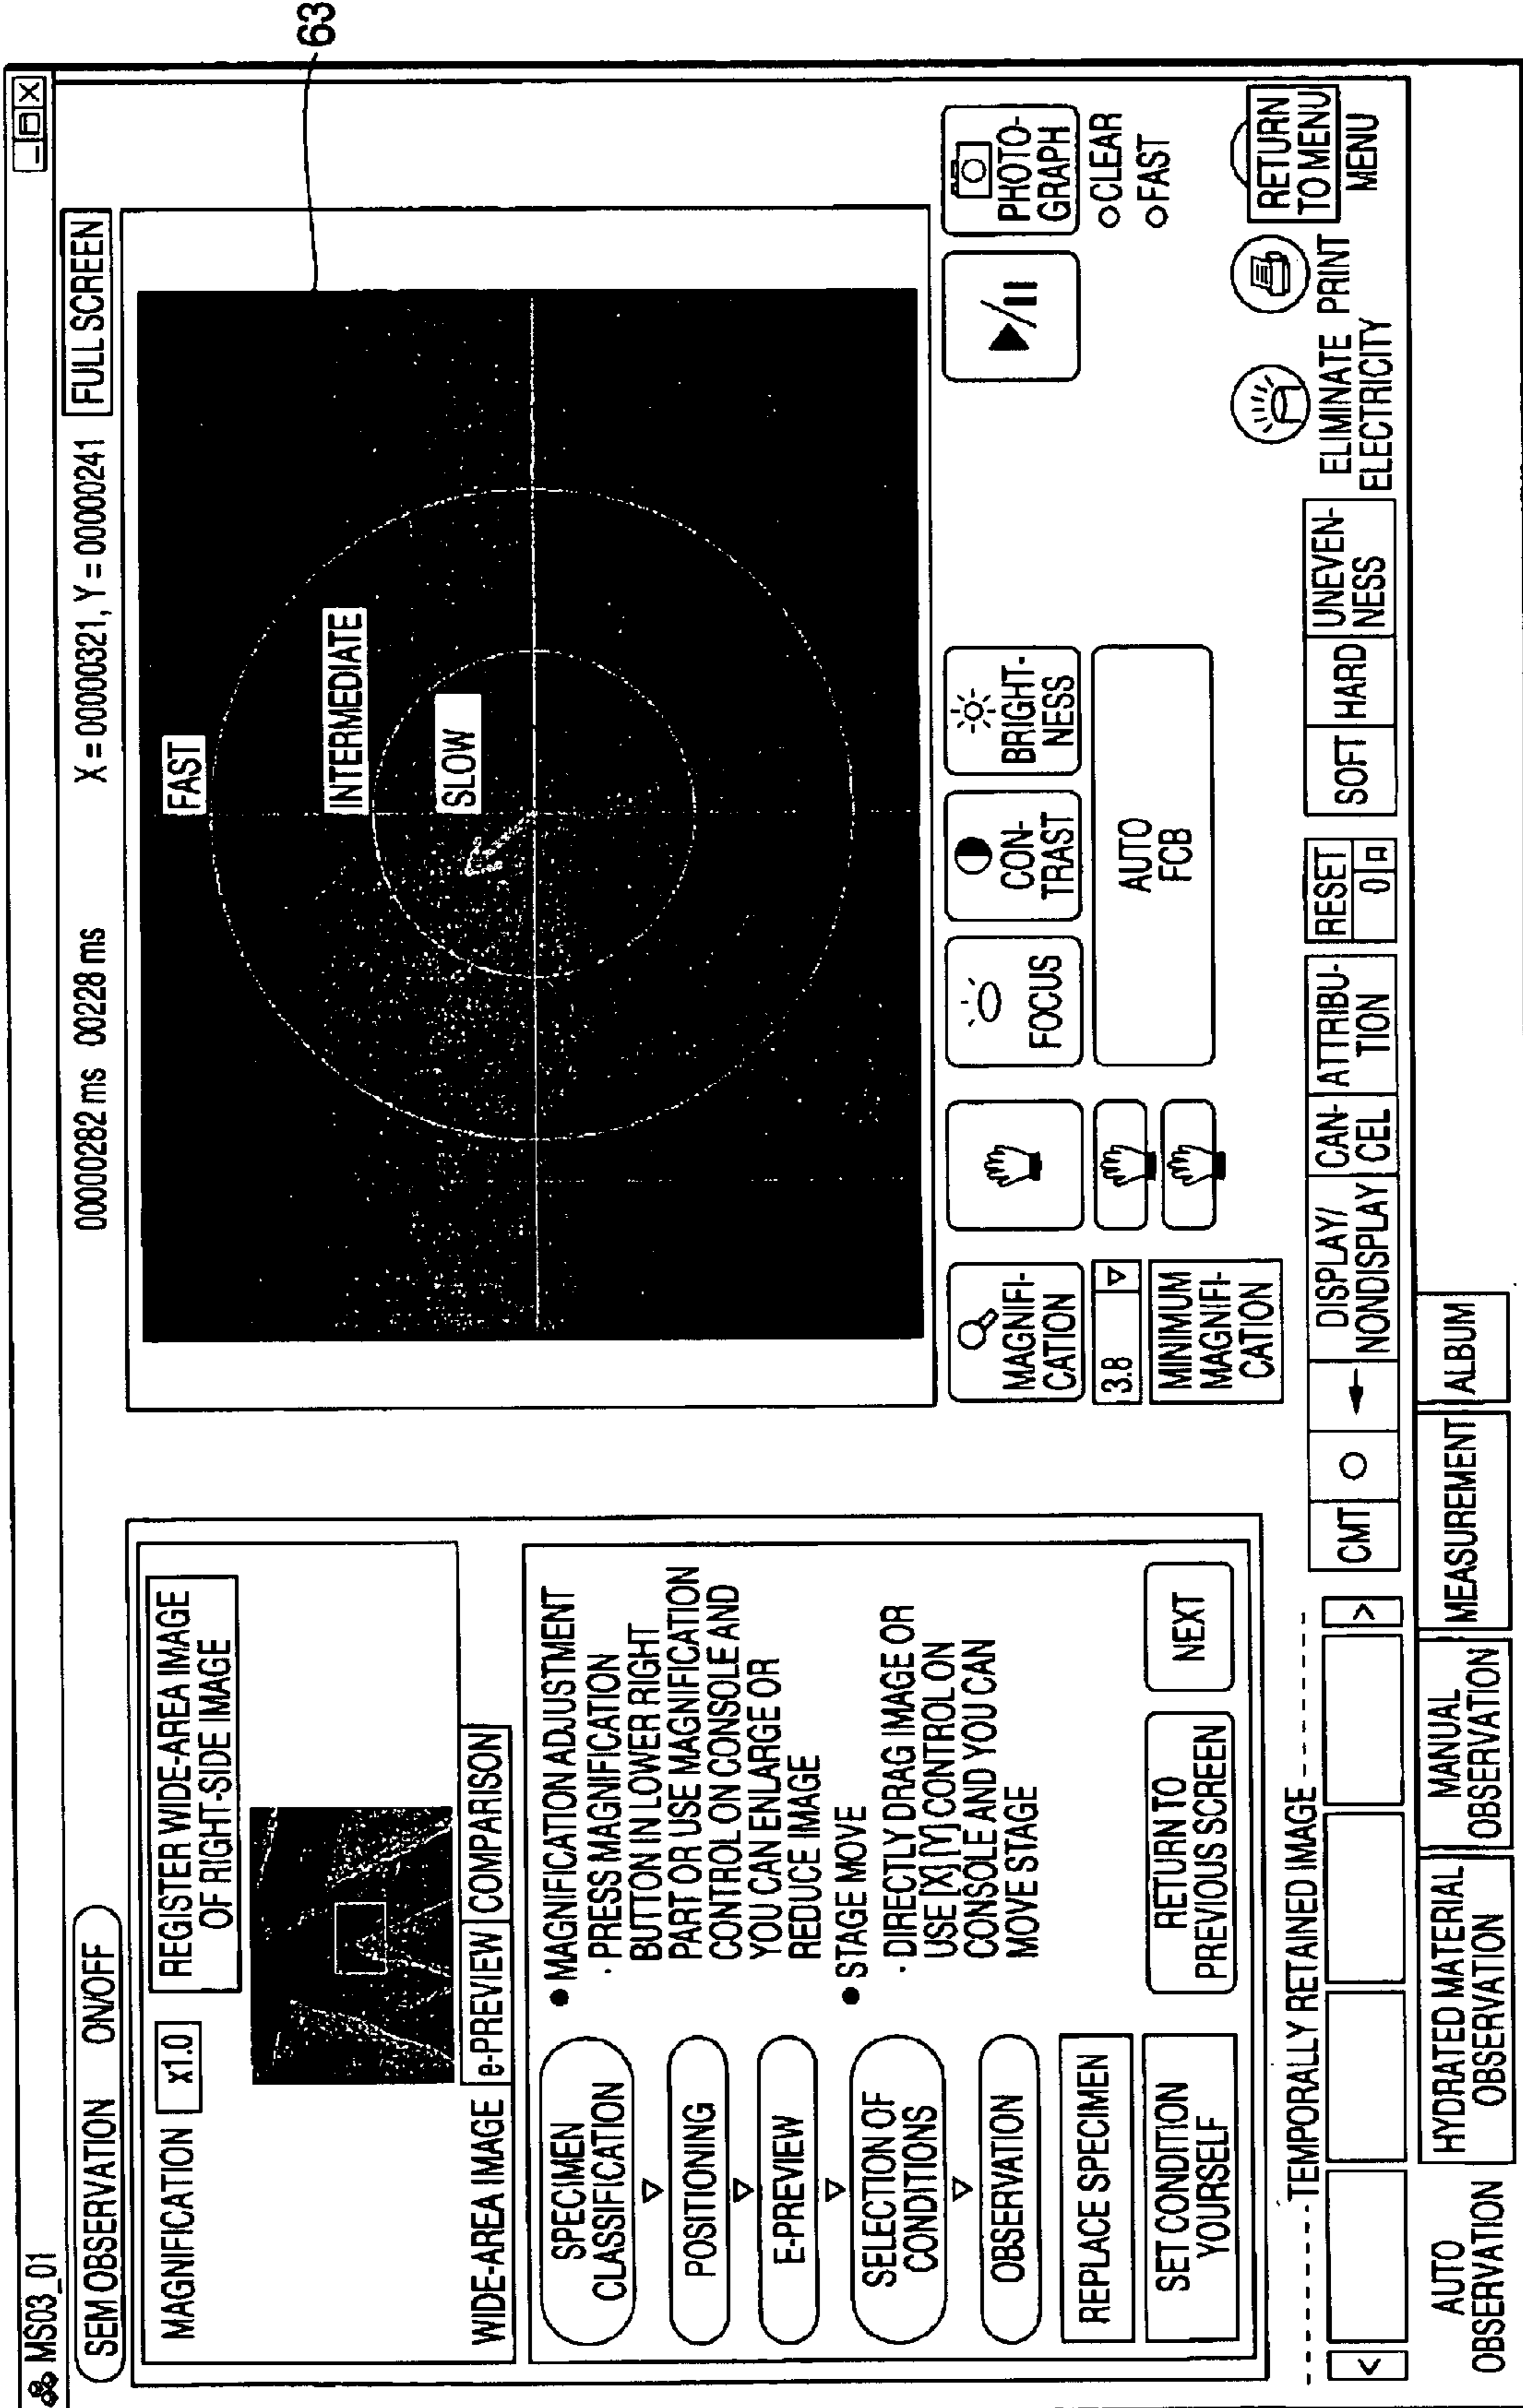 MS03_01
SEM OBSERVATION ON/OFF
0000282 ms 00228 ms
X = 00000321, Y = 00000241
FULL SCREEN
63
MAGNIFICATION x1.0
REGISTER WIDE-AREA IMAGE
OF RIGHT-SIDE IMAGE
WIDE-AREA IMAGE e-PREVIEW COMPARISON
SPECIMEN
CLASSIFICATION
POSITIONING
E-PREVIEW
SELECTION OF
CONDITIONS
OBSERVATION
REPLACE SPECIMEN
SET CONDITION
YOURSELF
● MAGNIFICATION ADJUSTMENT
· PRESS MAGNIFICATION
BUTTON IN LOWER RIGHT
PART OR USE MAGNIFICATION
CONTROL ON CONSOLE AND
YOU CAN ENLARGE OR
REDUCE IMAGE
● STAGE MOVE
· DIRECTLY DRAG IMAGE OR
USE [X] [Y] CONTROL ON
CONSOLE AND YOU CAN
MOVE STAGE
RETURN TO
PREVIOUS SCREEN
NEXT
FAST
INTERMEDIATE
SLOW
MAGNIFI-
CATION
3.8
MINIMUM
MAGNIFI-
CATION
FOCUS
CON-
TRAST
BRIGHT-
NESS
AUTO
FCB
PHOTO-
GRAPH
CLEAR
FAST
TEMPORALLY RETAINED IMAGE
< >
CMT
DISPLAY/
NONDISPLAY
CAN-
CEL
ATTRIBU-
TION
RESET
0
SOFT
HARD
UNEVEN-
NESS
ELIMINATE
ELECTRICITY
PRINT
RETURN
TO MENU
MENU
AUTO
OBSERVATION
HYDRATED MATERIAL
OBSERVATION
MANUAL
OBSERVATION
MEASUREMENT
ALBUM